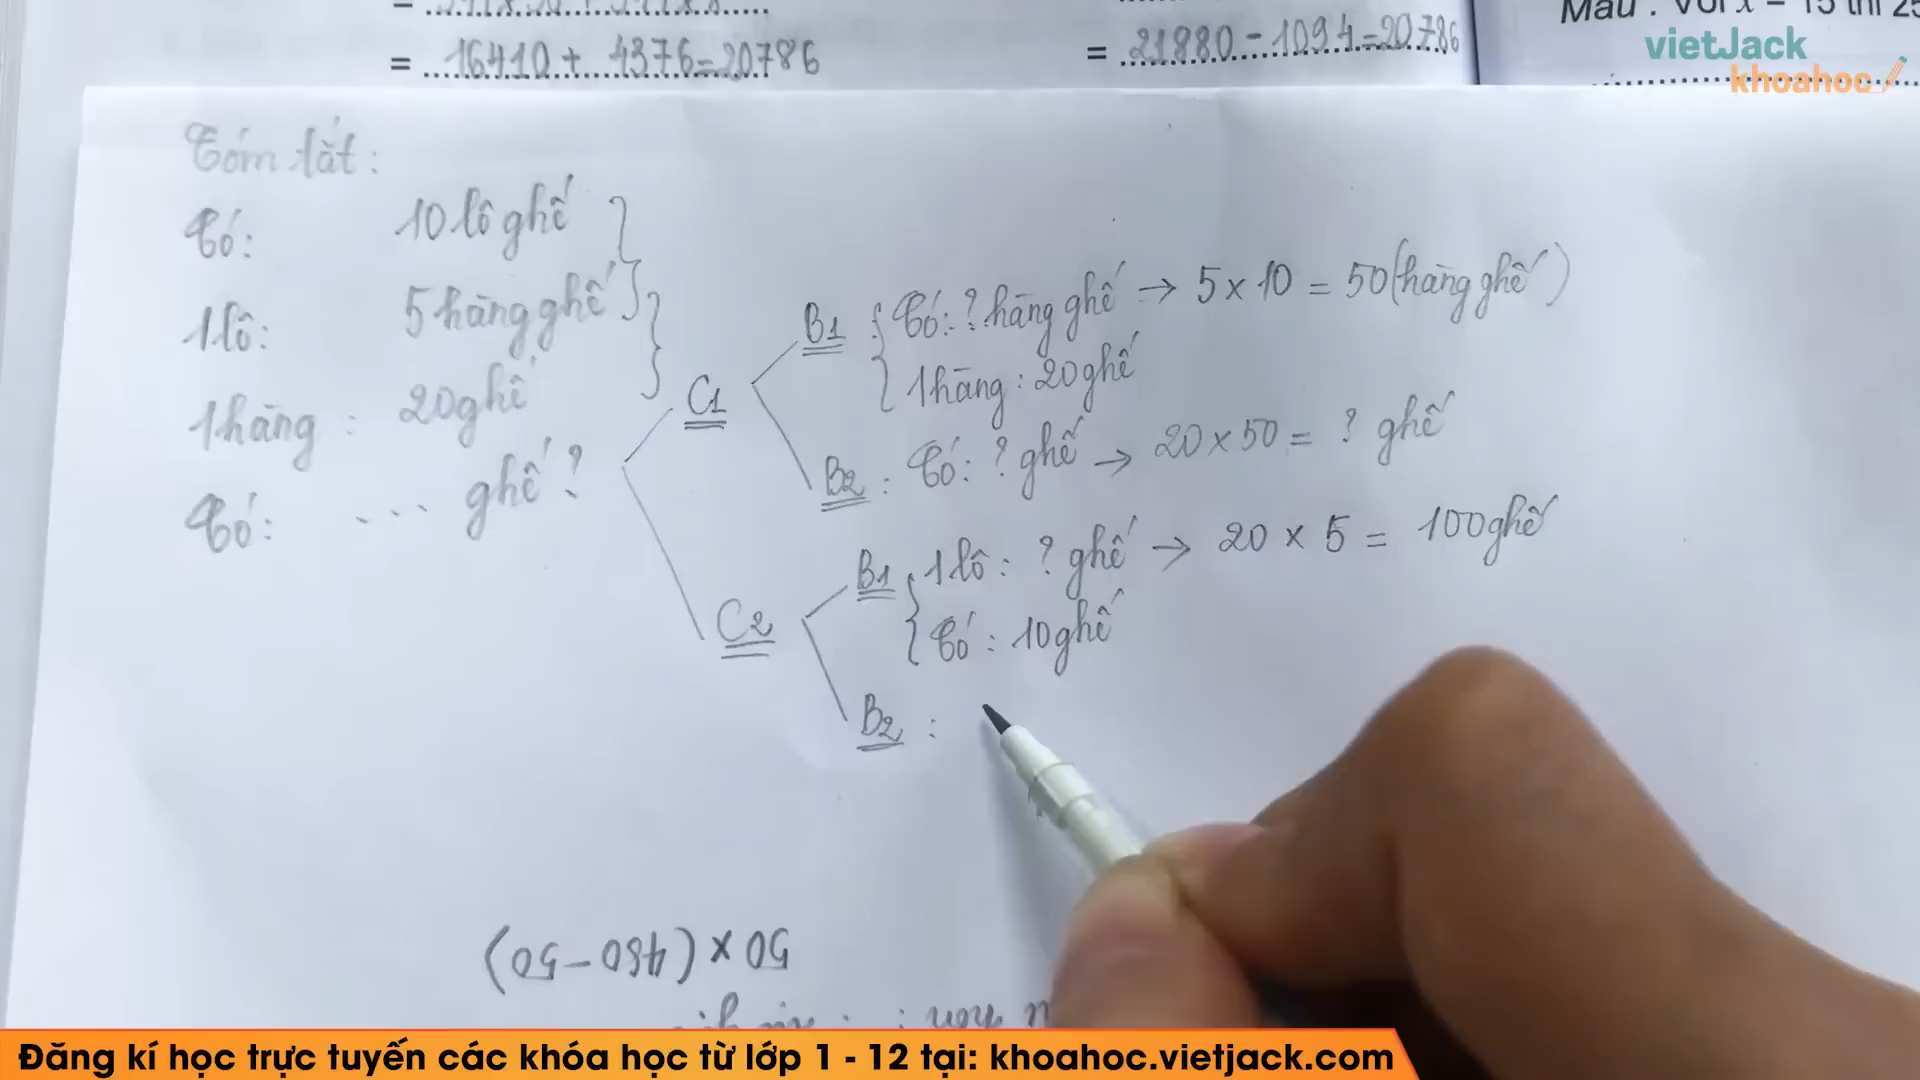 = 16410 + 4376 = 20786
= 21880 - 1094 = 20786
vietJack
khoahoc
Tóm tắt:
Có: 10 lô ghế
1 lô: 5 hàng ghế
1 hàng: 20 ghế
Có: ... ghế?
C1
B1 Có: ? hàng ghế → 5 x 10 = 50 (hàng ghế)
1 hàng: 20 ghế
B2: Có: ? ghế → 20 x 50 = ? ghế
C2
B1 1 lô: ? ghế → 20 x 5 = 100 ghế
Có: 10 ghế
B2:
50 x (480 - 50)
Đăng kí học trực tuyến các khóa học từ lớp 1 - 12 tại: khoahoc.vietjack.com